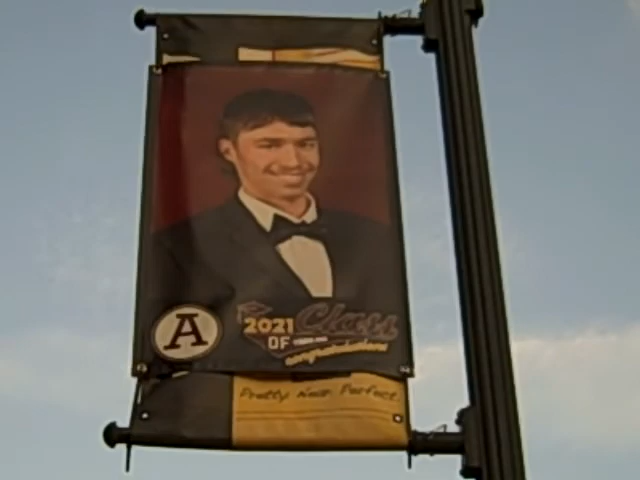 A
2021 Class
OF
congratulations!
Pretty Near Perfect.